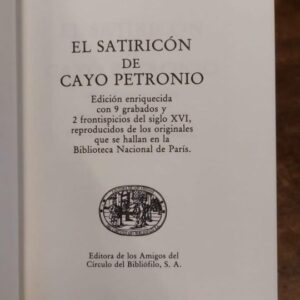 EL SATIRICÓN
DE
CAYO PETRONIO
Edición enriquecida
con 9 grabados y
2 frontispicios del siglo XVI,
reproducidos de los originales
que se hallan en la
Biblioteca Nacional de París.
Editora de los Amigos del
Círculo del Bibliófilo, S. A.